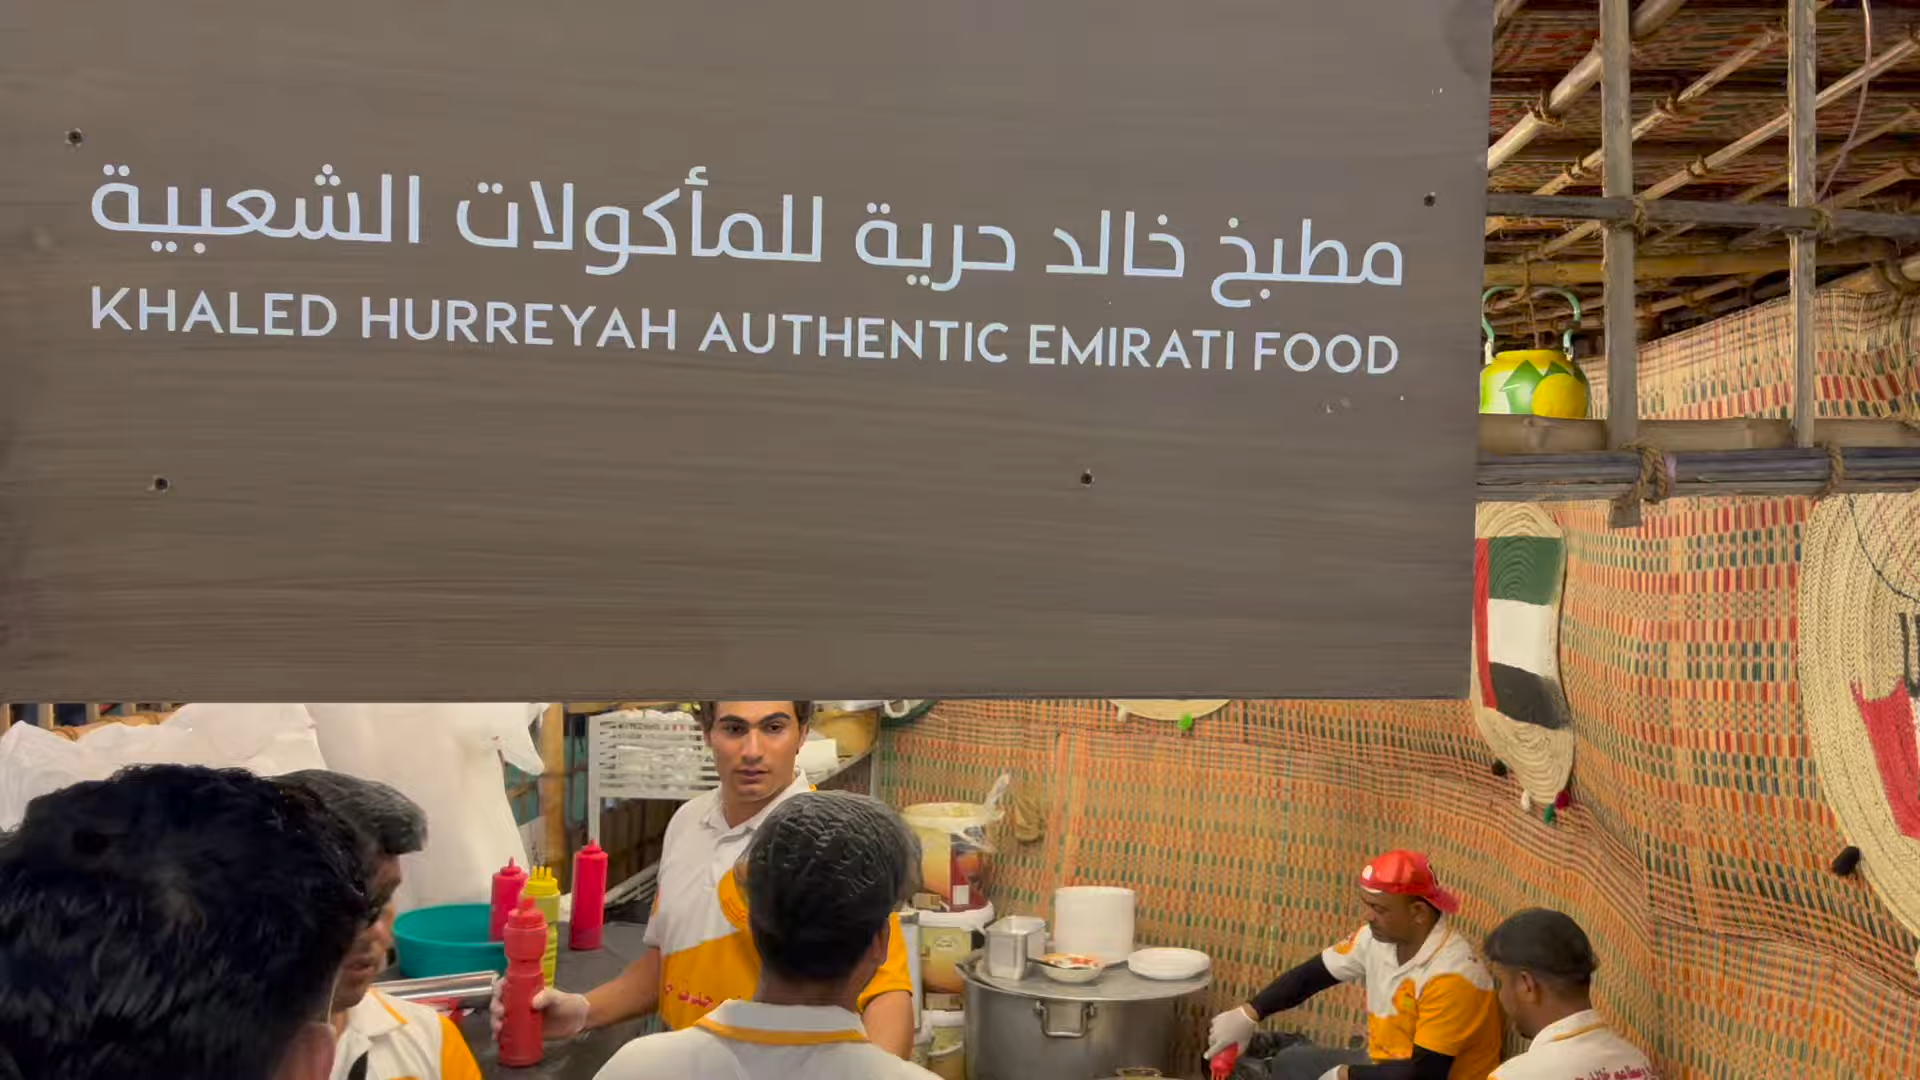 مطبخ خالد حرية للمأكولات الشعبية
KHALED HURREYAH AUTHENTIC EMIRATI FOOD